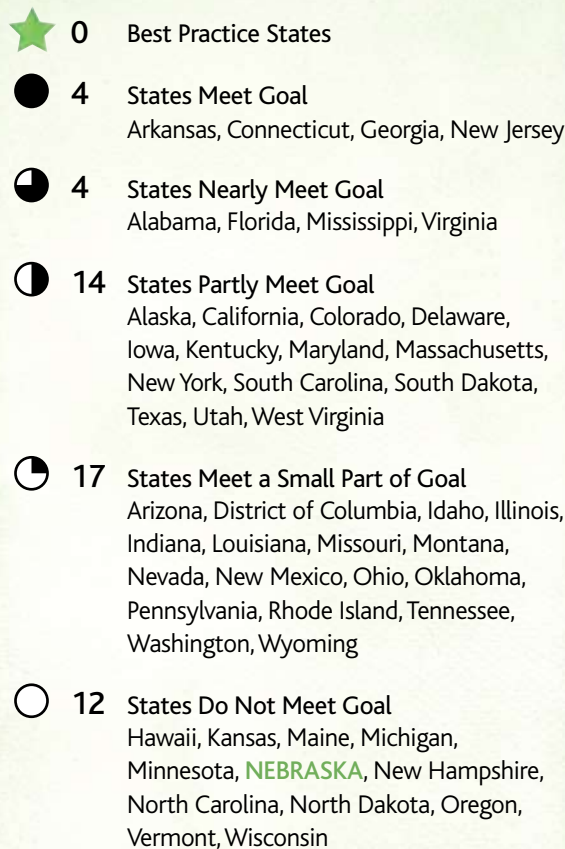 0 Best Practice States
4 States Meet Goal
Arkansas, Connecticut, Georgia, New Jersey
4 States Nearly Meet Goal
Alabama, Florida, Mississippi, Virginia
14 States Partly Meet Goal
Alaska, California, Colorado, Delaware,
Iowa, Kentucky, Maryland, Massachusetts,
New York, South Carolina, South Dakota,
Texas, Utah, West Virginia
17 States Meet a Small Part of Goal
Arizona, District of Columbia, Idaho, Illinois,
Indiana, Louisiana, Missouri, Montana,
Nevada, New Mexico, Ohio, Oklahoma,
Pennsylvania, Rhode Island, Tennessee,
Washington, Wyoming
12 States Do Not Meet Goal
Hawaii, Kansas, Maine, Michigan,
Minnesota, NEBRASKA, New Hampshire,
North Carolina, North Dakota, Oregon,
Vermont, Wisconsin